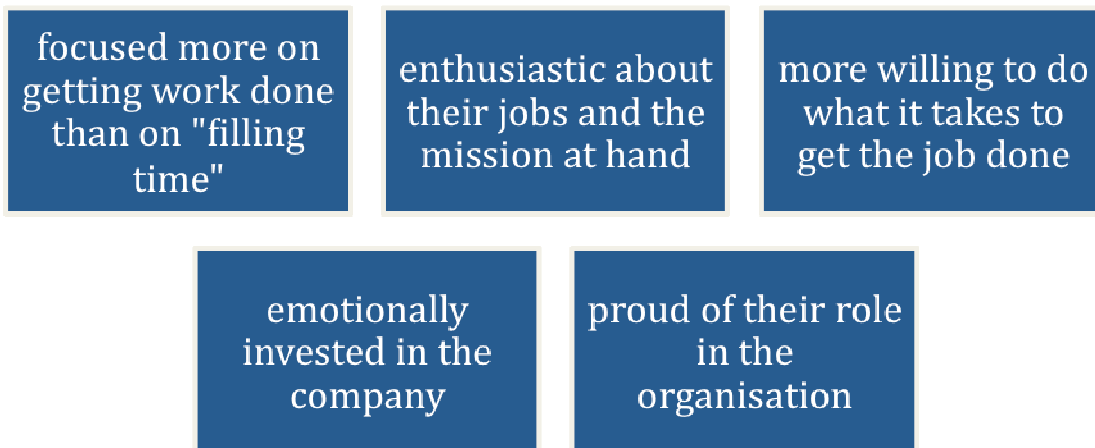 focused more on
getting work done
than on "filling
time"
enthusiastic about
their jobs and the
mission at hand
more willing to do
what it takes to
get the job done
emotionally
invested in the
company
proud of their role
in the
organisation